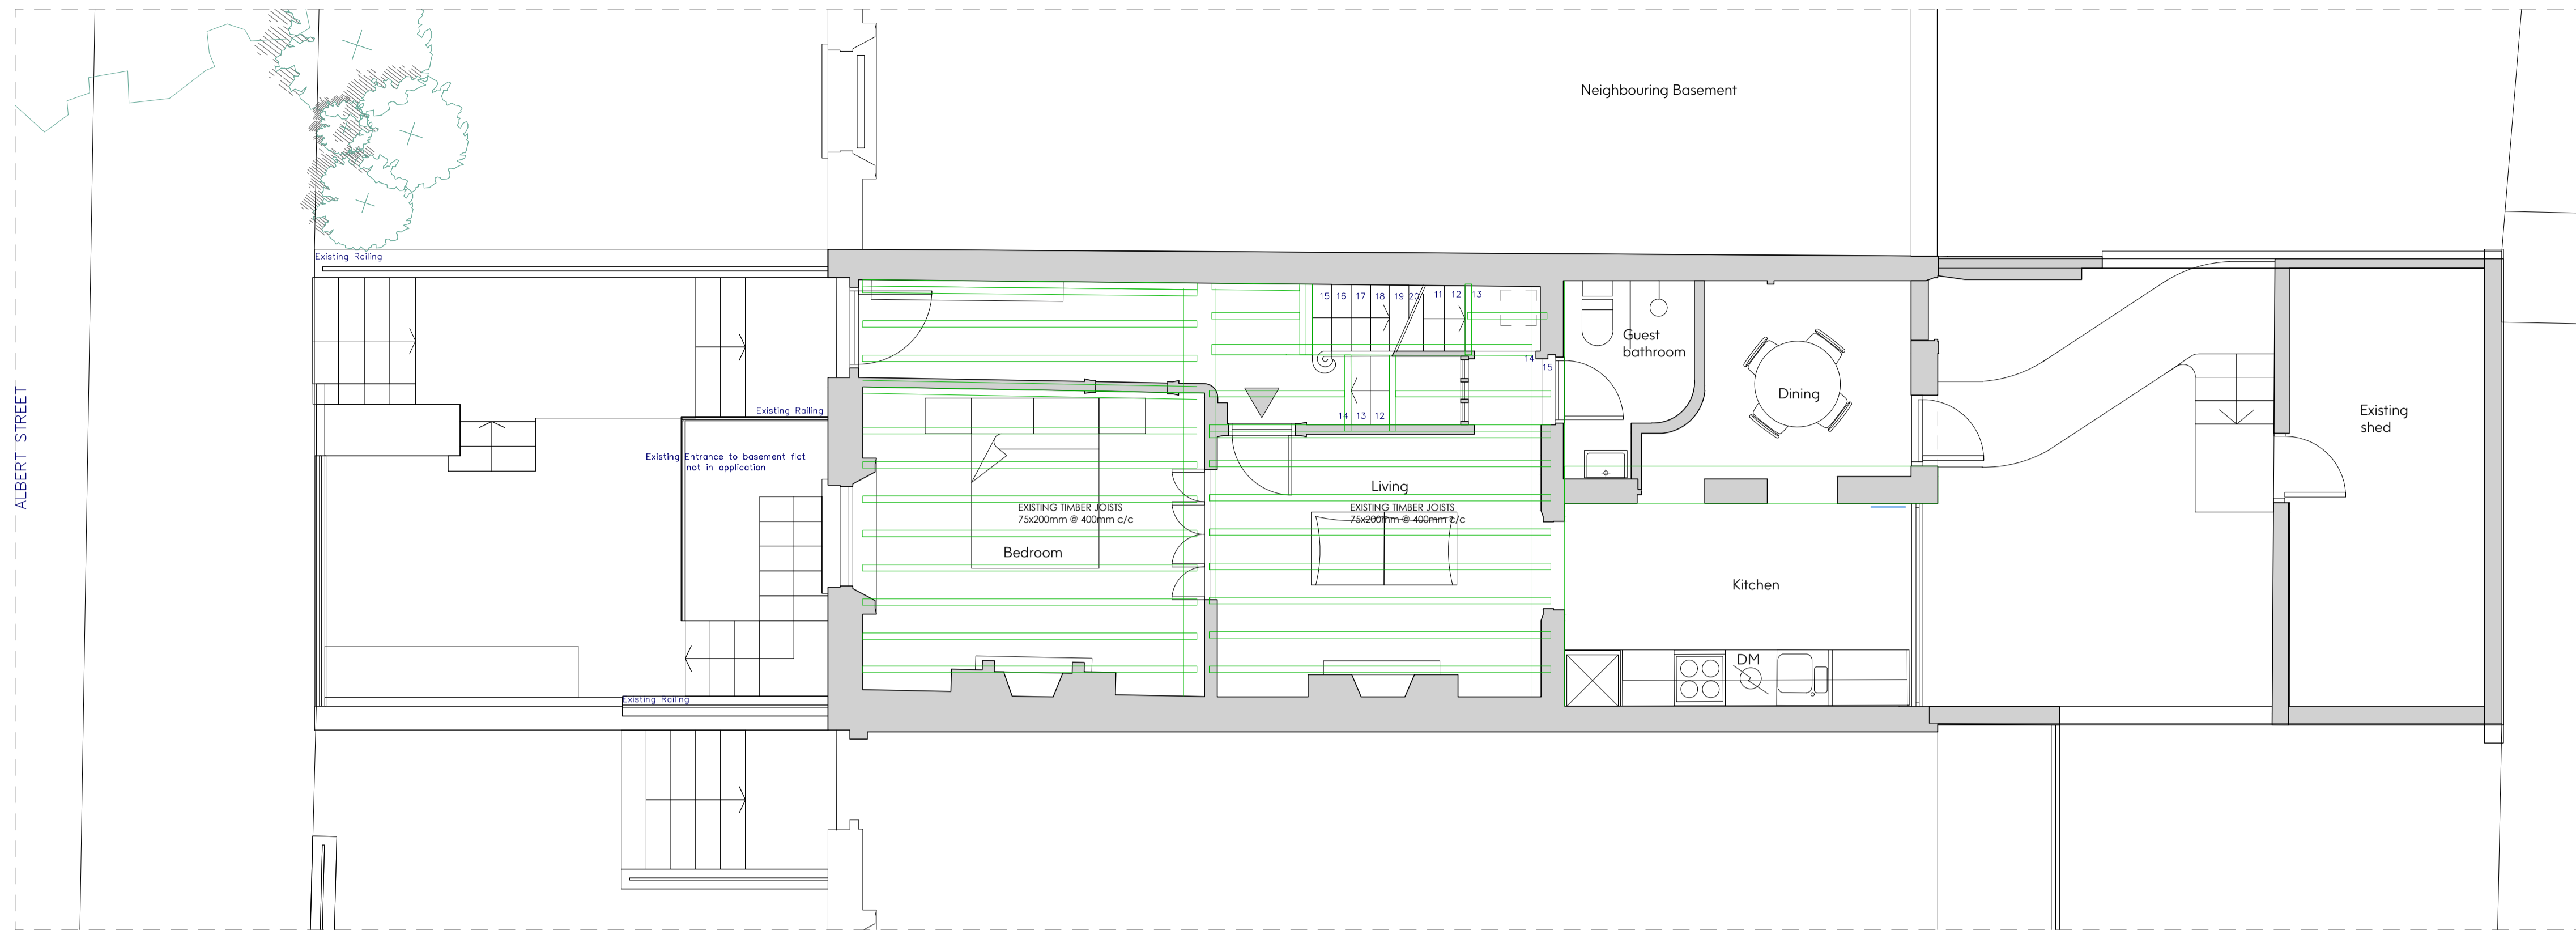 Neighbouring Basement
Existing Railing
15 16 17 18 19 20 11 12 13
Guest
bathroom
14
15
Dining
ALBERT STREET
Existing Railing
14 13 12
Existing
shed
Existing Entrance to basement flat
not in application
Living
EXISTING TIMBER JOISTS
75x200mm @ 400mm c/c
EXISTING TIMBER JOISTS
75x200mm @ 400mm c/c
Bedroom
Kitchen
DM
Existing Railing